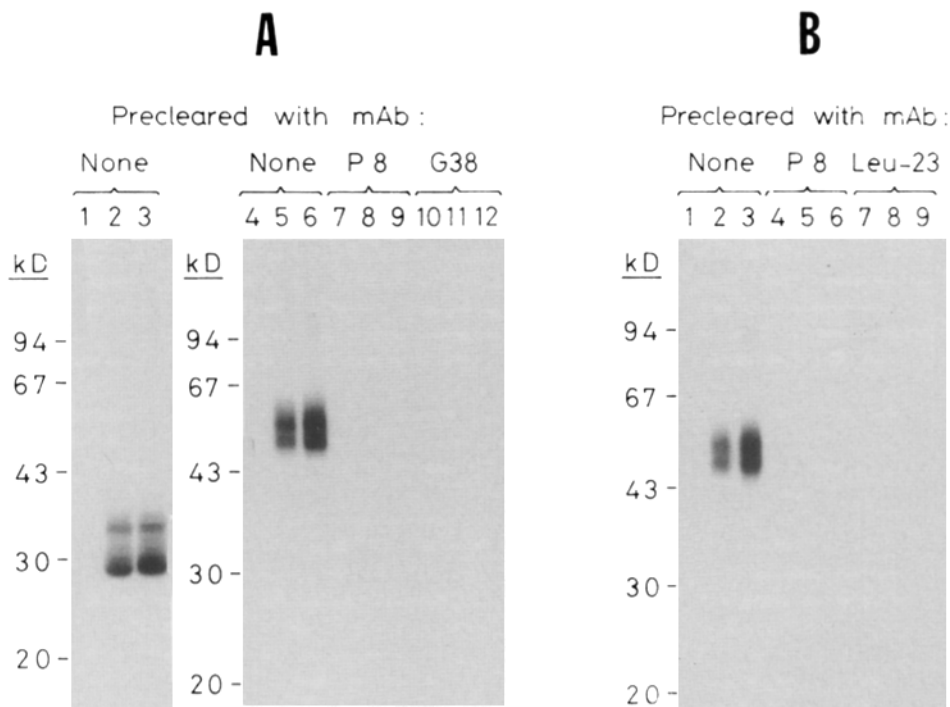 A
B
Precleared with mAb :
None
None P 8 G38
1 2 3
4 5 6 7 8 9 10 11 12
kD
94 -
67 -
43 -
30 -
20 -
kD
94 -
67 -
43 -
30 -
20 -
Precleared with mAb:
None P 8 Leu-23
1 2 3 4 5 6 7 8 9
kD
94 -
67 -
43 -
30 -
20 -